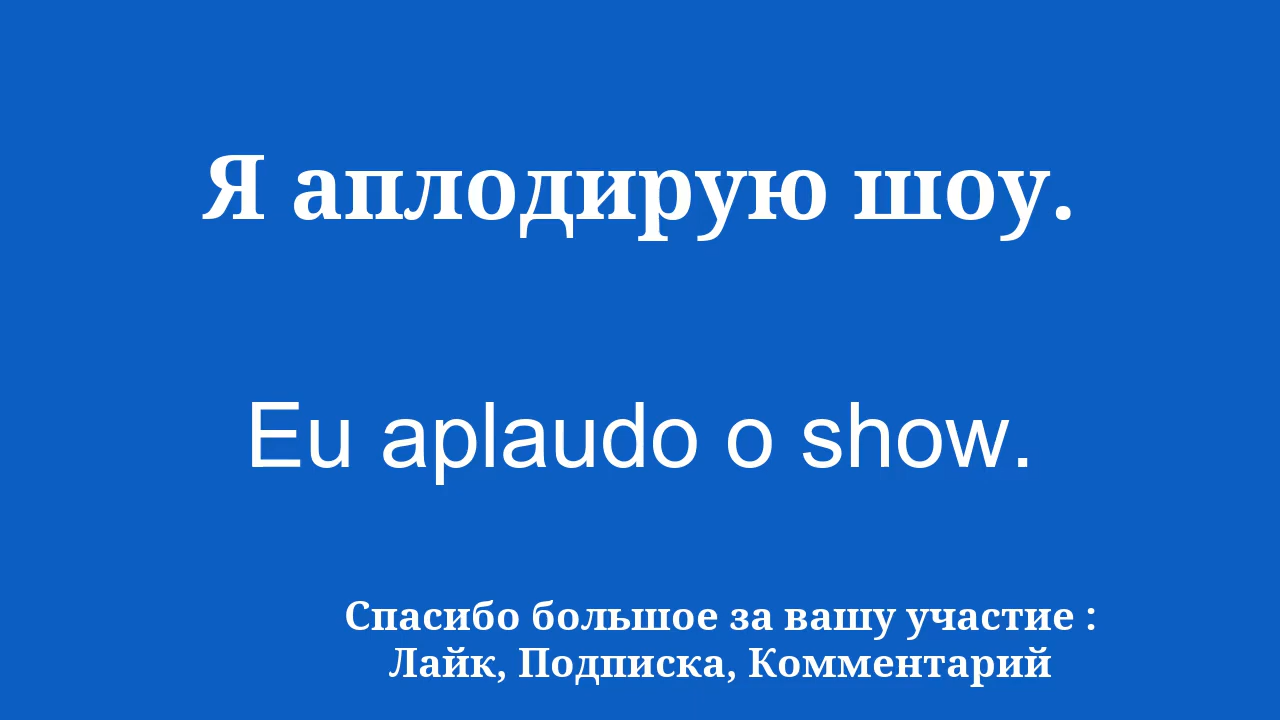 Я аплодирую шоу.
Eu aplaudo o show.
Спасибо большое за вашу участие :
Лайк, Подписка, Комментарий